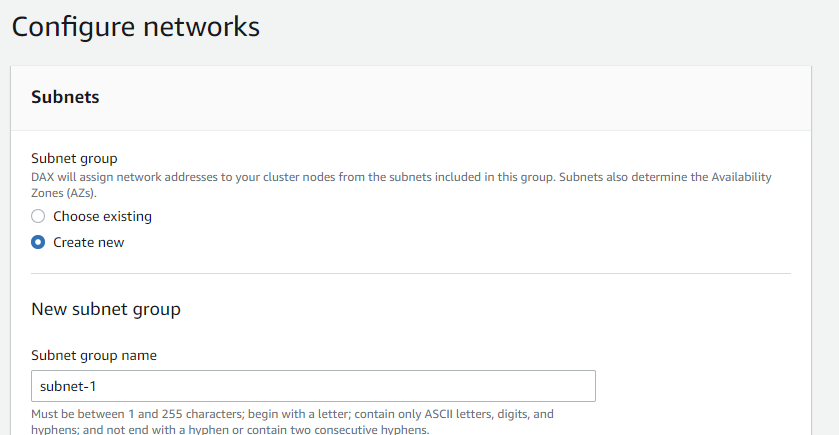 Configure networks
Subnets
Subnet group
DAX will assign network addresses to your cluster nodes from the subnets included in this group. Subnets also determine the Availability
Zones (AZs).
Choose existing
Create new
New subnet group
Subnet group name
subnet-1
Must be between 1 and 255 characters; begin with a letter; contain only ASCII letters, digits, and
hyphens; and not end with a hyphen or contain two consecutive hyphens.